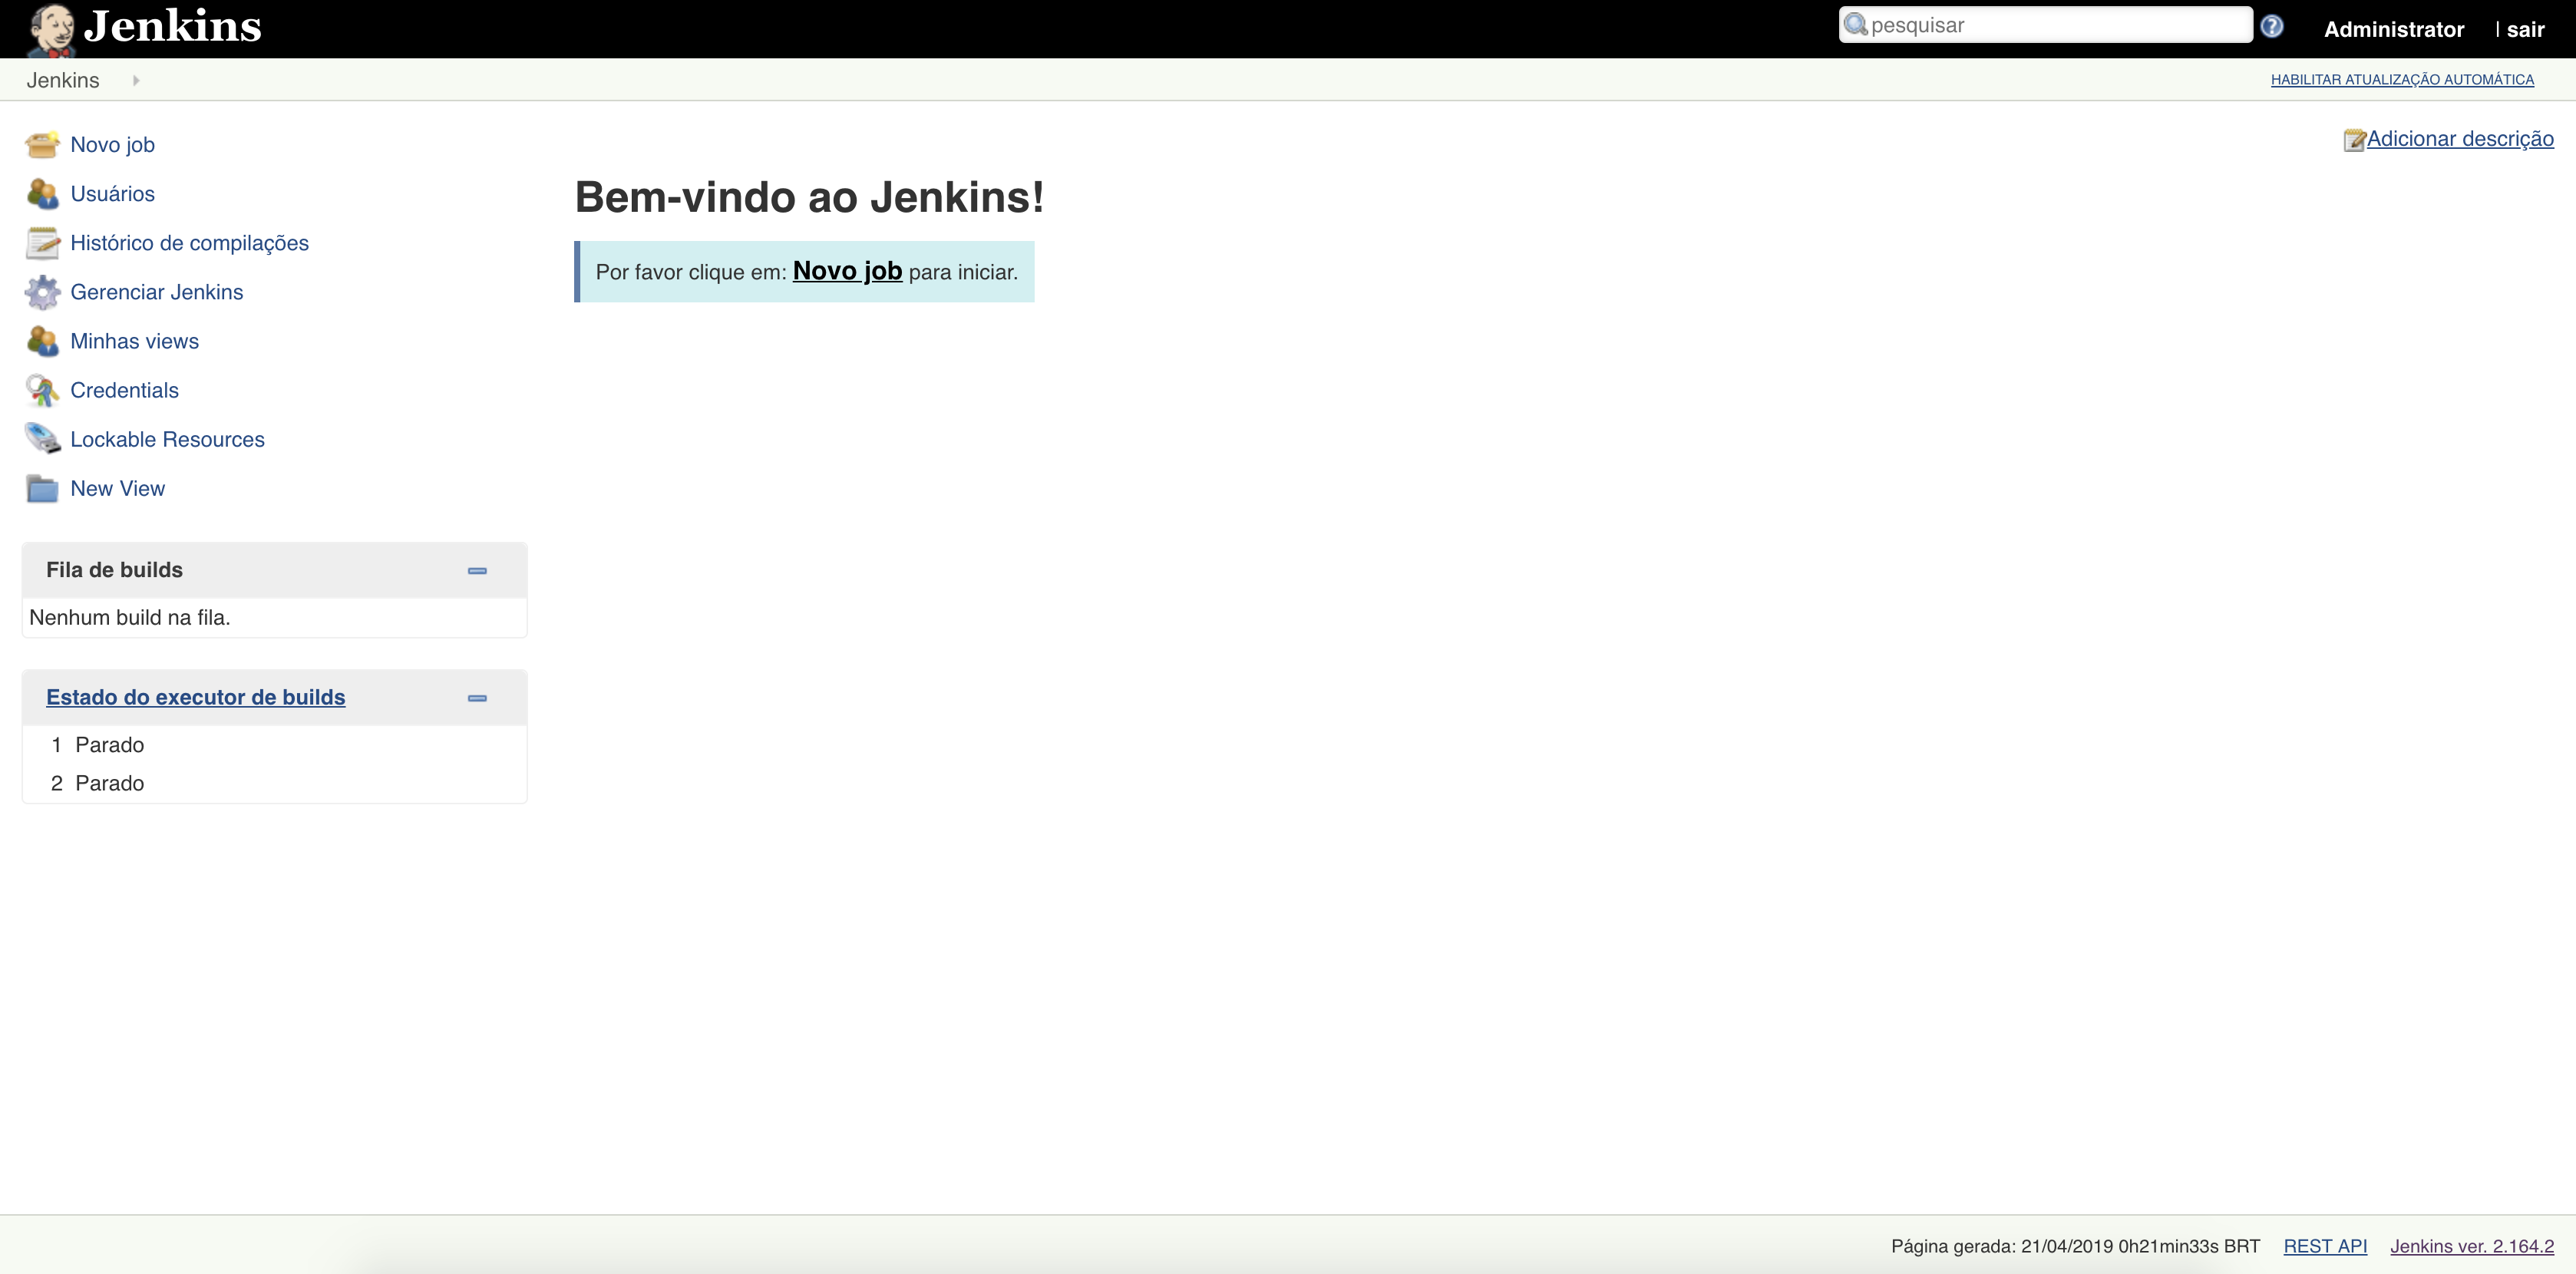 Jenkins
pesquisar
Administrator
| sair
Jenkins
HABILITAR ATUALIZAÇÃO AUTOMÁTICA
Novo job
Usuários
Histórico de compilações
Gerenciar Jenkins
Minhas views
Credentials
Lockable Resources
New View
Fila de builds
Nenhum build na fila.
Estado do executor de builds
1 Parado
2 Parado
Adicionar descrição
Bem-vindo ao Jenkins!
Por favor clique em: Novo job para iniciar.
Página gerada: 21/04/2019 0h21min33s BRT REST API Jenkins ver. 2.164.2